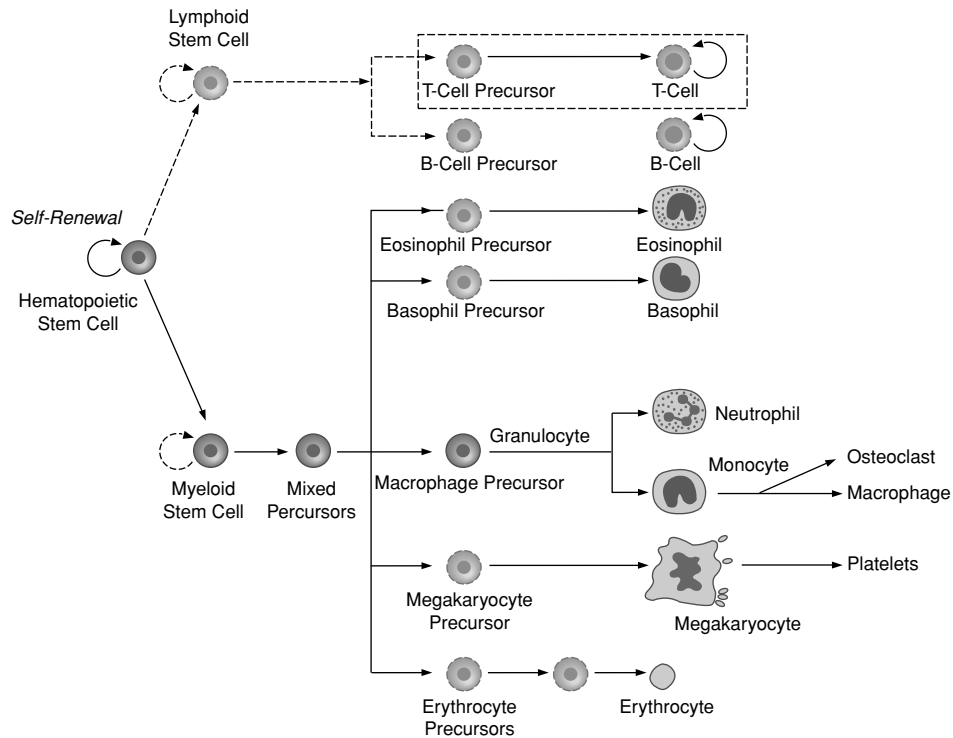 Lymphoid
Stem Cell
T-Cell Precursor
T-Cell
B-Cell Precursor
B-Cell
Self-Renewal
Eosinophil Precursor
Eosinophil
Hematopoietic
Stem Cell
Basophil Precursor
Basophil
Granulocyte
Neutrophil
Myeloid
Stem Cell
Mixed
Percursors
Macrophage Precursor
Monocyte
Osteoclast
Macrophage
Megakaryocyte
Precursor
Megakaryocyte
Platelets
Erythrocyte
Precursors
Erythrocyte